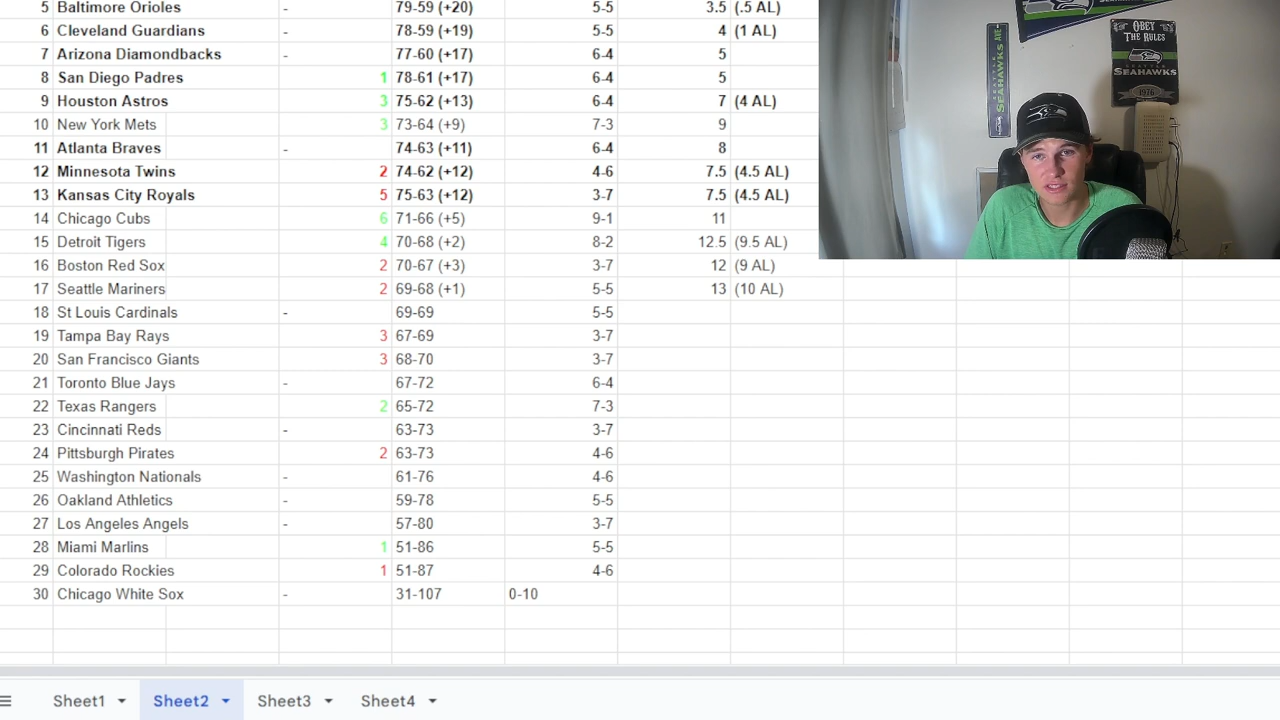 5 Baltimore Orioles - 79-59 (+20) 5-5 3.5 (.5 AL)
6 Cleveland Guardians - 78-59 (+19) 5-5 4 (1 AL)
7 Arizona Diamondbacks - 77-60 (+17) 6-4 5
8 San Diego Padres 1 78-61 (+17) 6-4 5
9 Houston Astros 3 75-62 (+13) 6-4 7 (4 AL)
10 New York Mets 3 73-64 (+9) 7-3 9
11 Atlanta Braves - 74-63 (+11) 6-4 8
12 Minnesota Twins 2 74-62 (+12) 4-6 7.5 (4.5 AL)
13 Kansas City Royals 5 75-63 (+12) 3-7 7.5 (4.5 AL)
14 Chicago Cubs 6 71-66 (+5) 9-1 11
15 Detroit Tigers 4 70-68 (+2) 8-2 12.5 (9.5 AL)
16 Boston Red Sox 2 70-67 (+3) 3-7 12 (9 AL)
17 Seattle Mariners 2 69-68 (+1) 5-5 13 (10 AL)
18 St Louis Cardinals - 69-69 5-5
19 Tampa Bay Rays 3 67-69 3-7
20 San Francisco Giants 3 68-70 3-7
21 Toronto Blue Jays - 67-72 6-4
22 Texas Rangers 2 65-72 7-3
23 Cincinnati Reds - 63-73 3-7
24 Pittsburgh Pirates 2 63-73 4-6
25 Washington Nationals - 61-76 4-6
26 Oakland Athletics - 59-78 5-5
27 Los Angeles Angels - 57-80 3-7
28 Miami Marlins 1 51-86 5-5
29 Colorado Rockies 1 51-87 4-6
30 Chicago White Sox - 31-107 0-10
Sheet1 Sheet2 Sheet3 Sheet4
SEAHAWKS AVE
OBEY
THE RULES
SEATTLE
SEAHAWKS
1976